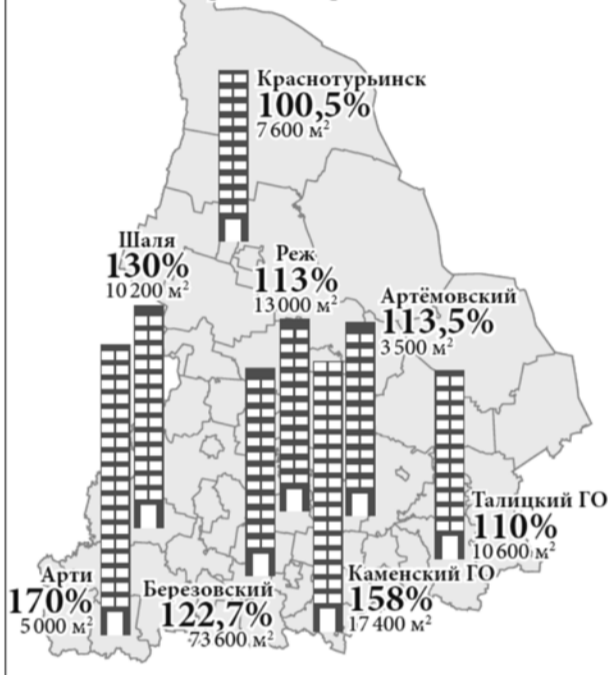 Краснотурьинск
100,5%
7 600 м²
Шаля
130%
10 200 м²
Реж
113%
13 000 м²
Артёмовский
113,5%
3 500 м²
Талицкий ГО
110%
10 600 м²
Арти
170%
5 000 м²
Березовский
122,7%
73 600 м²
Каменский ГО
158%
17 400 м²